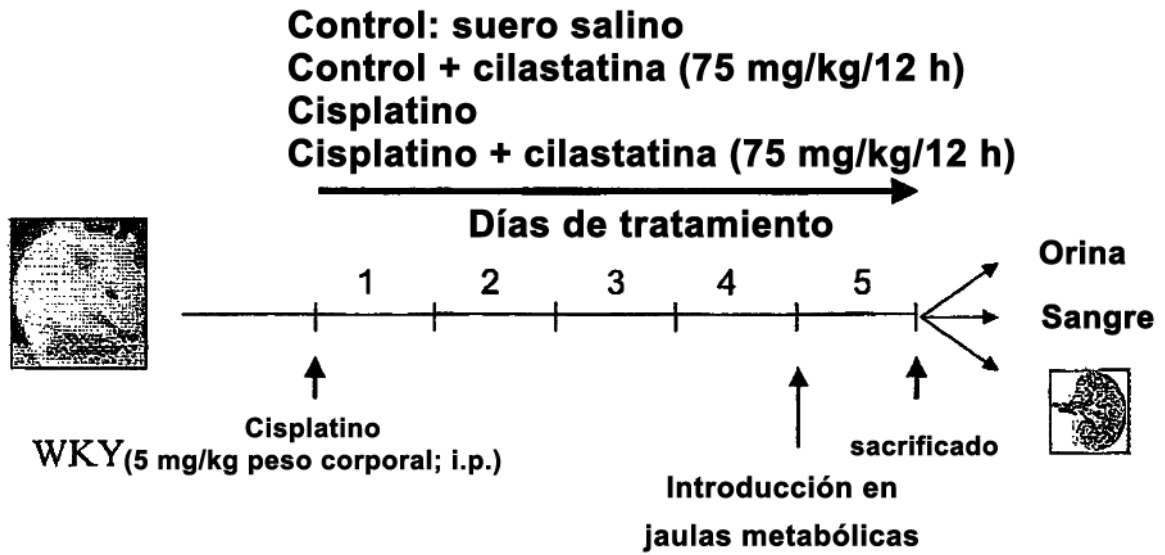 Control: suero salino
Control + cilastatina (75 mg/kg/12 h)
Cisplatino
Cisplatino + cilastatina (75 mg/kg/12 h)
Días de tratamiento
1 2 3 4 5
Orina
Sangre
Cisplatino
WKY(5 mg/kg peso corporal; i.p.)
sacrificado
Introducción en
jaulas metabólicas